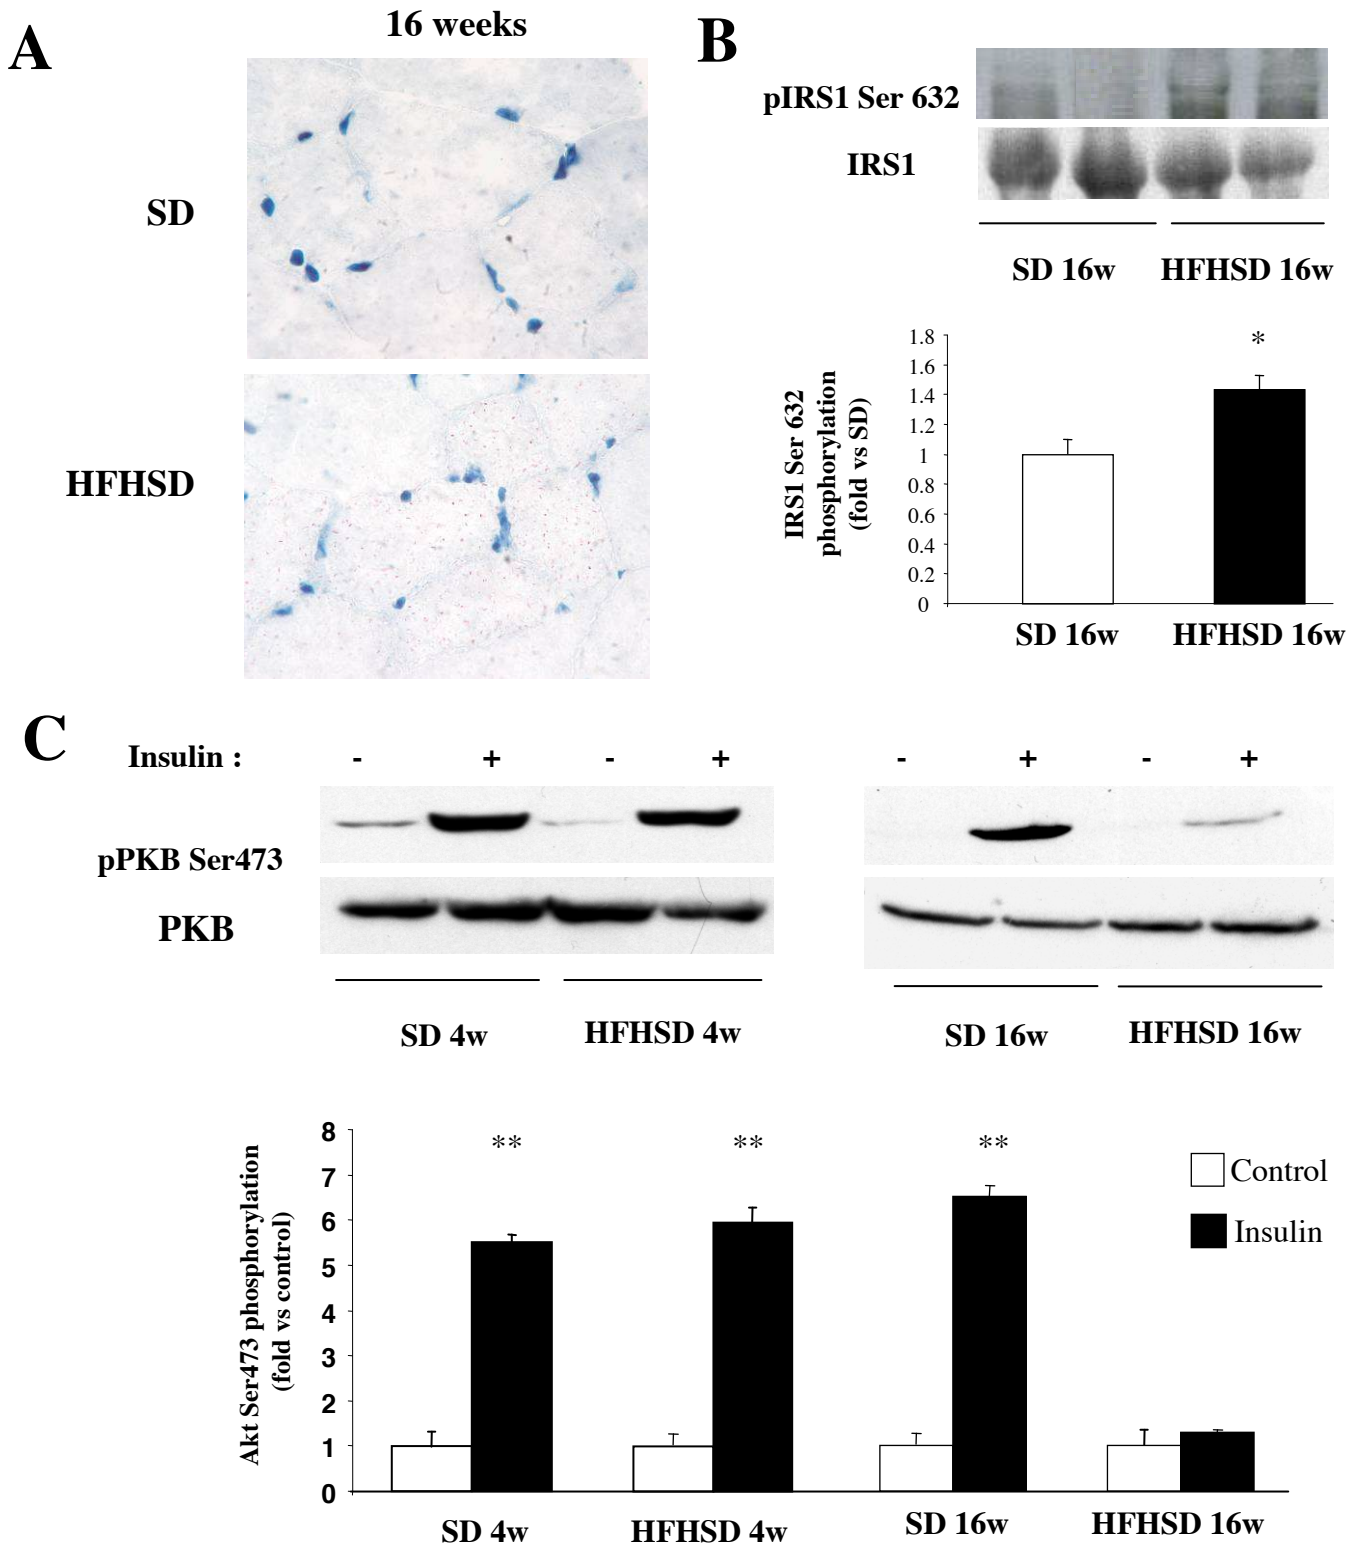 A
16 weeks
SD
HFHSD
B
pIRS1 Ser 632
IRS1
SD 16w HFHSD 16w
IRS1 Ser 632
phosphorylation
(fold vs SD)
1.8
1.6
1.4
1.2
1
0.8
0.6
0.4
0.2
0
*
SD 16w HFHSD 16w
C
Insulin : - + - + - + - +
pPKB Ser473
PKB
SD 4w HFHSD 4w SD 16w HFHSD 16w
Akt Ser473 phosphorylation
(fold vs control)
8
7
6
5
4
3
2
1
0
** ** **
Control
Insulin
SD 4w HFHSD 4w SD 16w HFHSD 16w